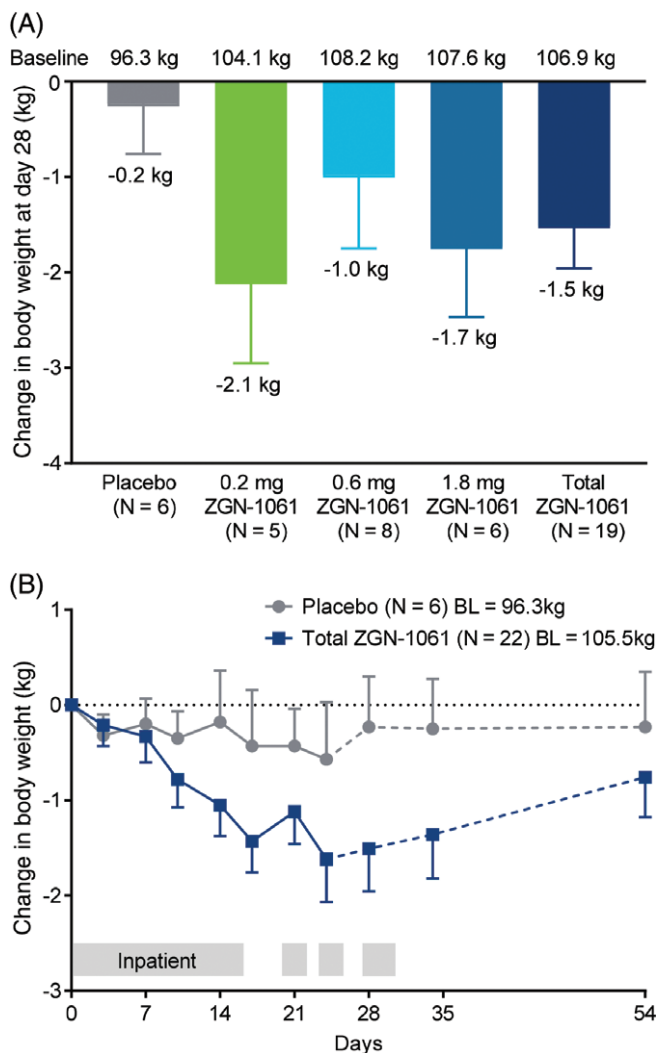 (A)
Baseline 96.3 kg 104.1 kg 108.2 kg 107.6 kg 106.9 kg
Change in body weight at day 28 (kg)
0
-1
-2
-3
-4
-0.2 kg
-2.1 kg
-1.0 kg
-1.7 kg
-1.5 kg
Placebo
(N = 6)
0.2 mg
ZGN-1061
(N = 5)
0.6 mg
ZGN-1061
(N = 8)
1.8 mg
ZGN-1061
(N = 6)
Total
ZGN-1061
(N = 19)
(B)
Change in body weight (kg)
1
0
-1
-2
-3
Placebo (N = 6) BL = 96.3kg
Total ZGN-1061 (N = 22) BL = 105.5kg
Inpatient
0 7 14 21 28 35 54
Days